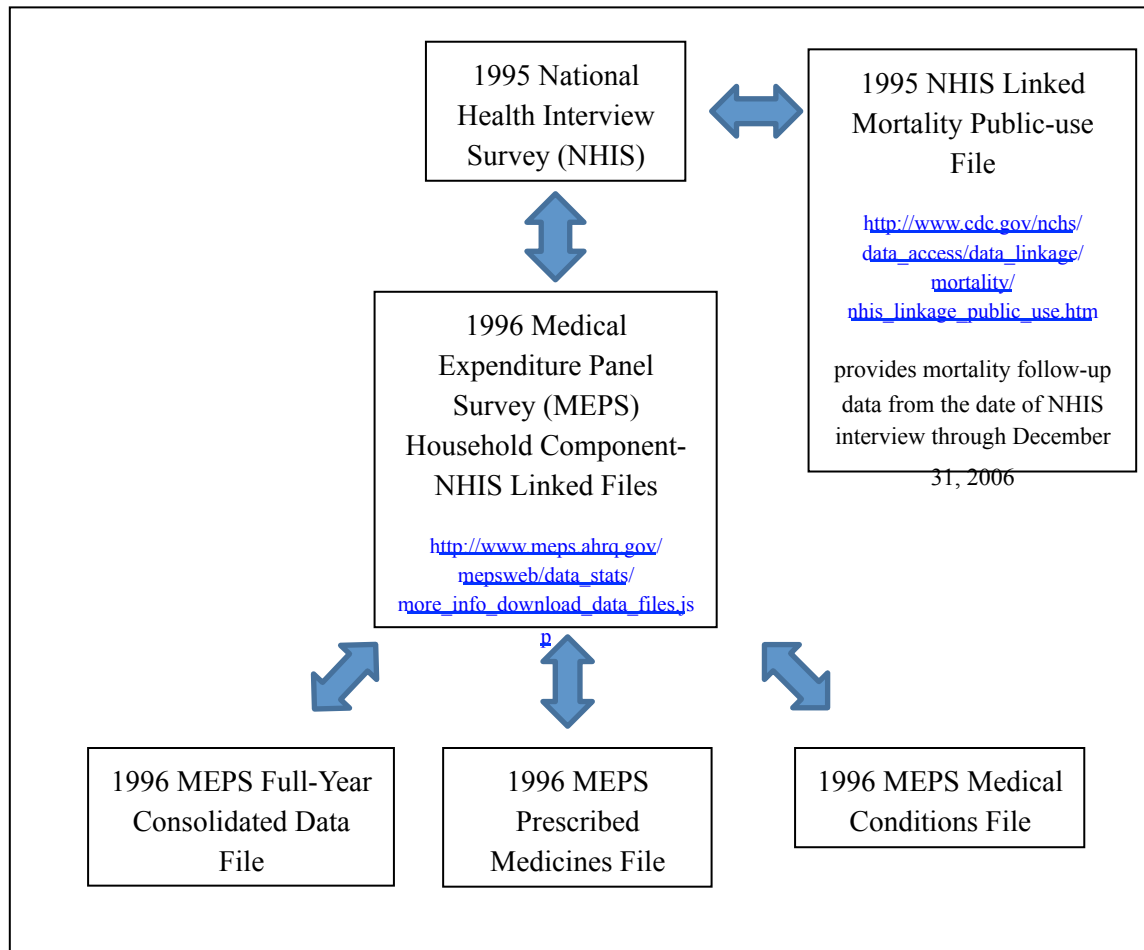 1995 National
Health Interview
Survey (NHIS)
1995 NHIS Linked
Mortality Public-use
File
http://www.cdc.gov/nchs/
data_access/data_linkage/
mortality/
nhis_linkage_public_use.htm
provides mortality follow-up
data from the date of NHIS
interview through December
31, 2006
1996 Medical
Expenditure Panel
Survey (MEPS)
Household Component-
NHIS Linked Files
http://www.meps.ahrq.gov/
mepsweb/data_stats/
more_info_download_data_files.js
p
1996 MEPS Full-Year
Consolidated Data
File
1996 MEPS
Prescribed
Medicines File
1996 MEPS Medical
Conditions File